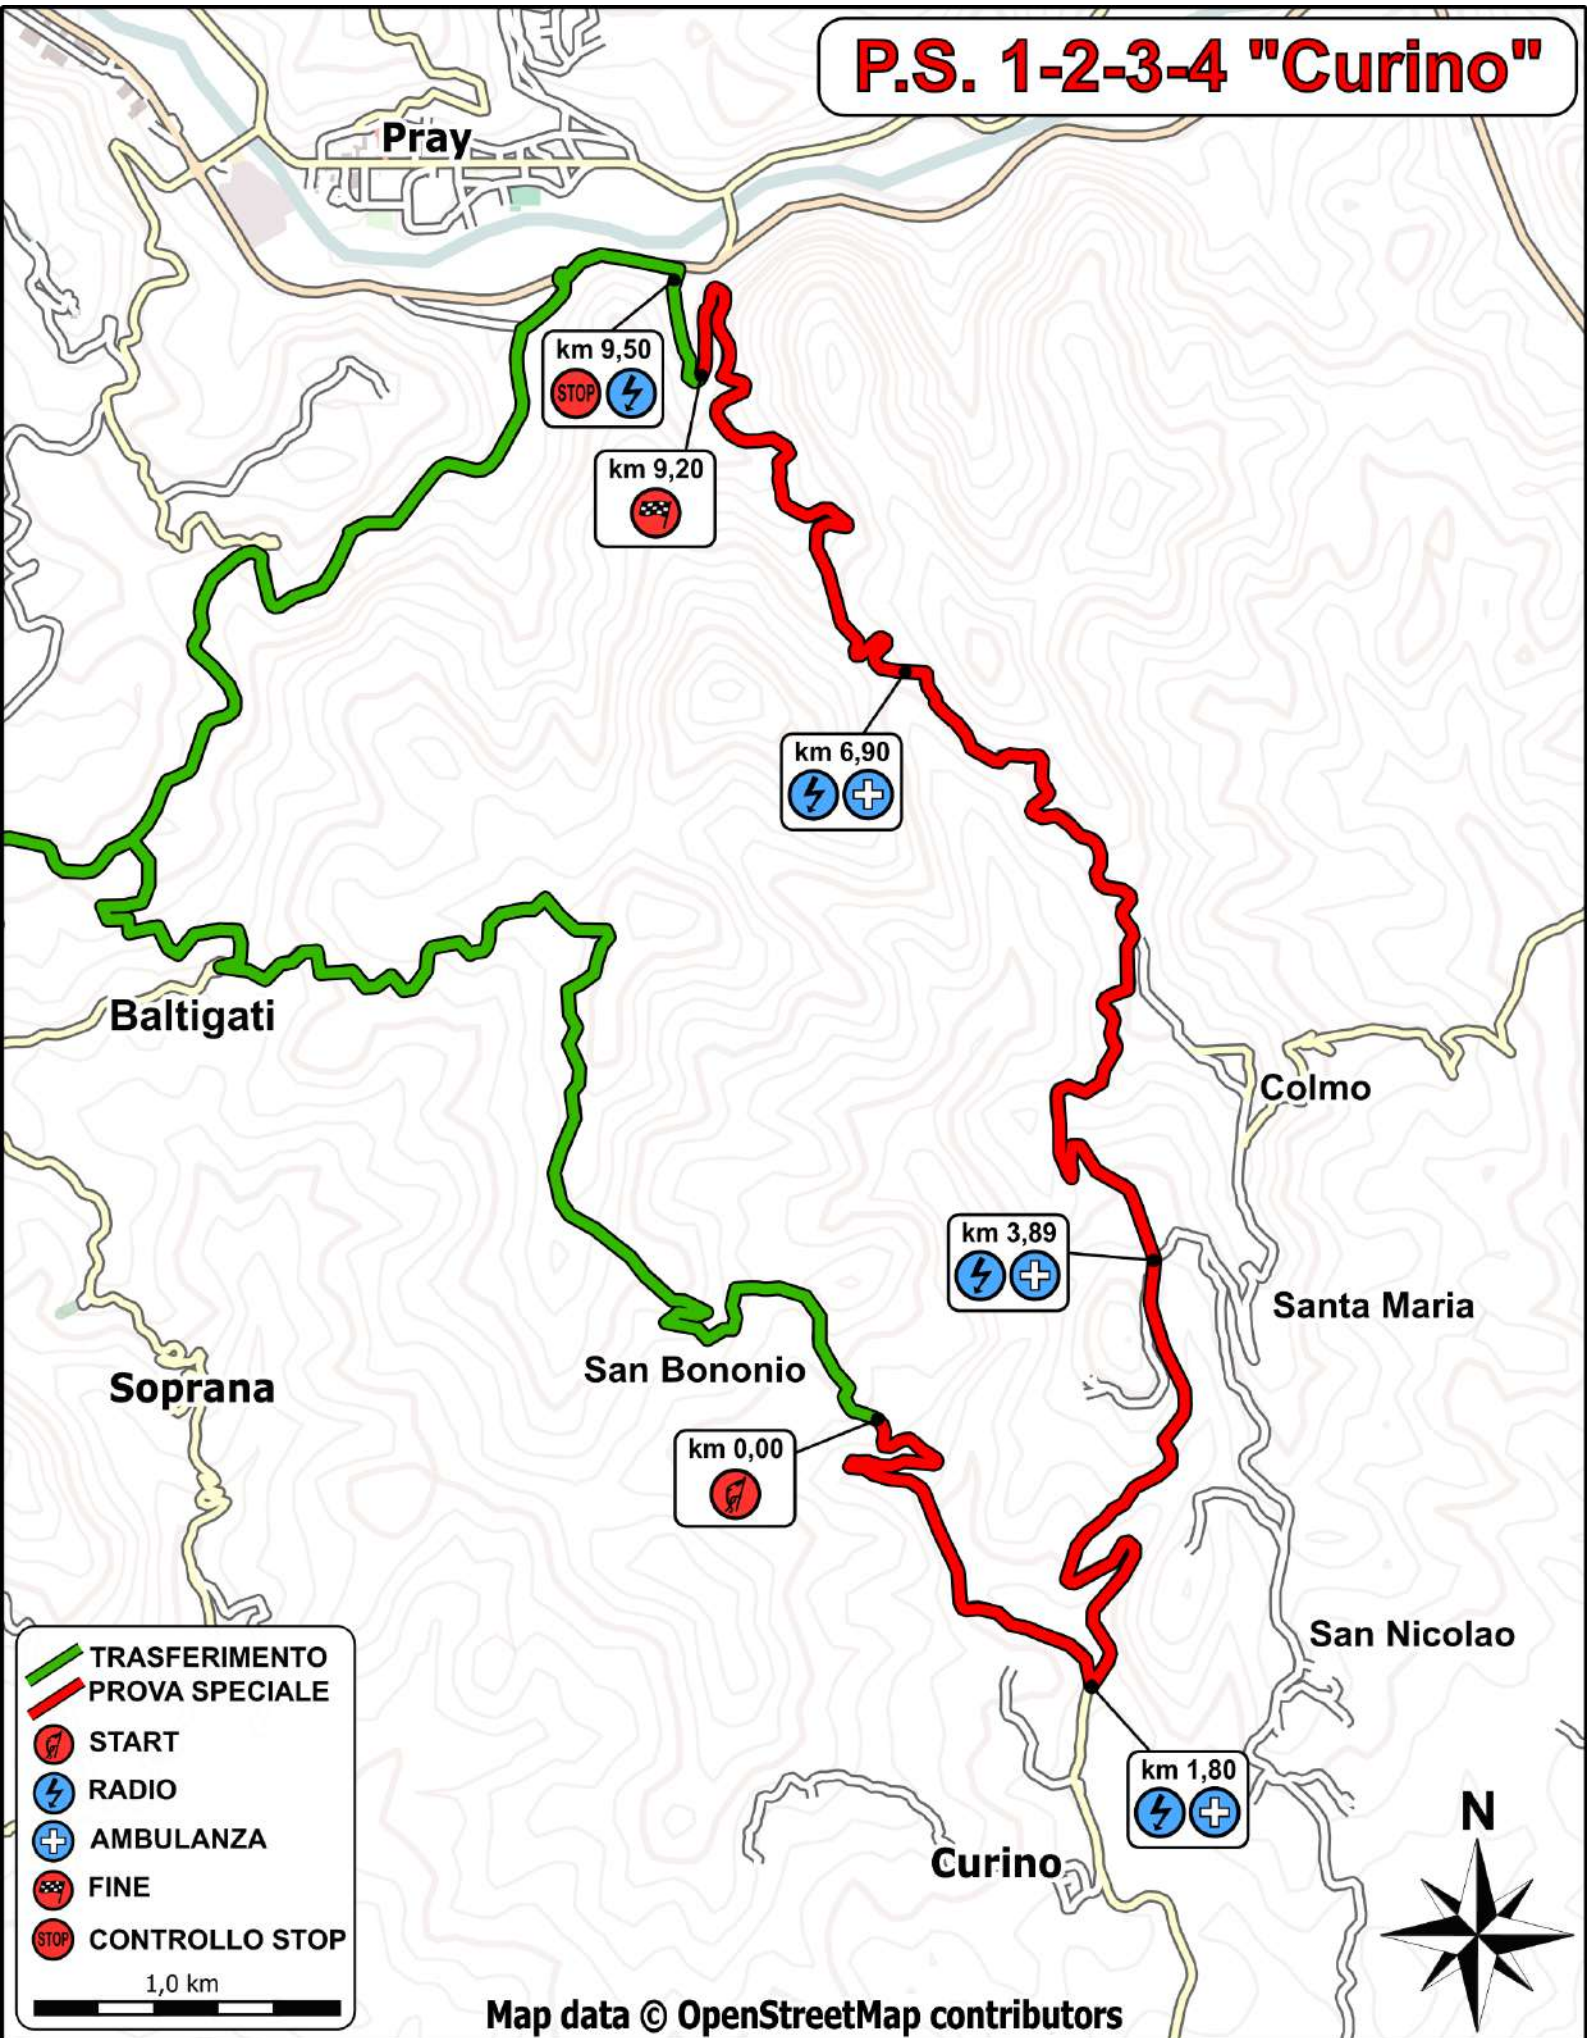 P.S. 1-2-3-4 "Curino"
Pray
km 9,50
STOP
km 9,20
km 6,90
Baltigati
Colmo
km 3,89
Santa Maria
San Bononio
Soprana
km 0,00
San Nicolao
km 1,80
Curino
N
TRASFERIMENTO
PROVA SPECIALE
START
RADIO
AMBULANZA
FINE
STOP CONTROLLO STOP
1,0 km
Map data © OpenStreetMap contributors